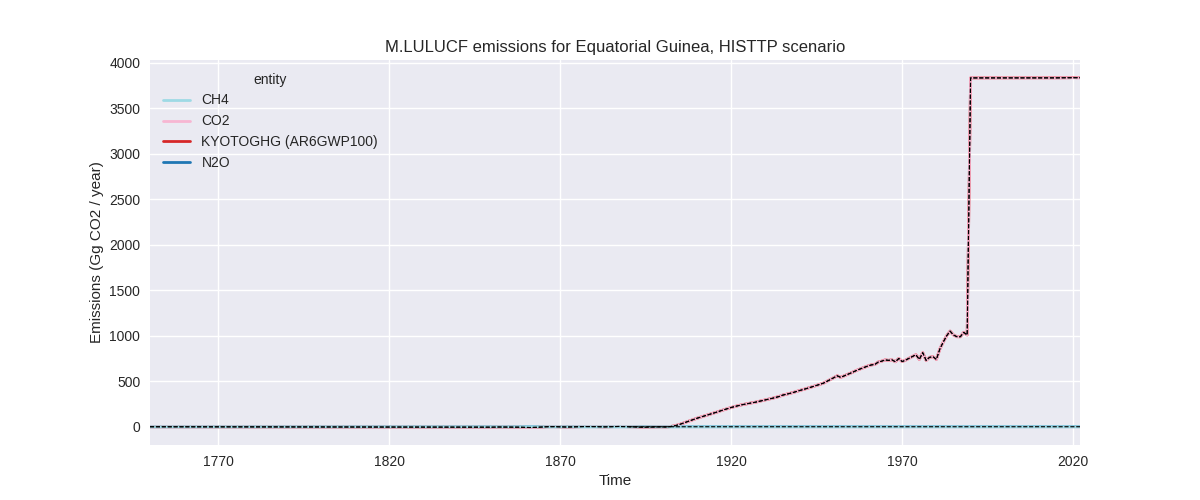 M.LULUCF emissions for Equatorial Guinea, HISTTP scenario
entity
CH4
CO2
KYOTOGHG (AR6GWP100)
N2O
Emissions (Gg CO2 / year)
4000
3500
3000
2500
2000
1500
1000
500
0
1770 1820 1870 1920 1970 2020
Time